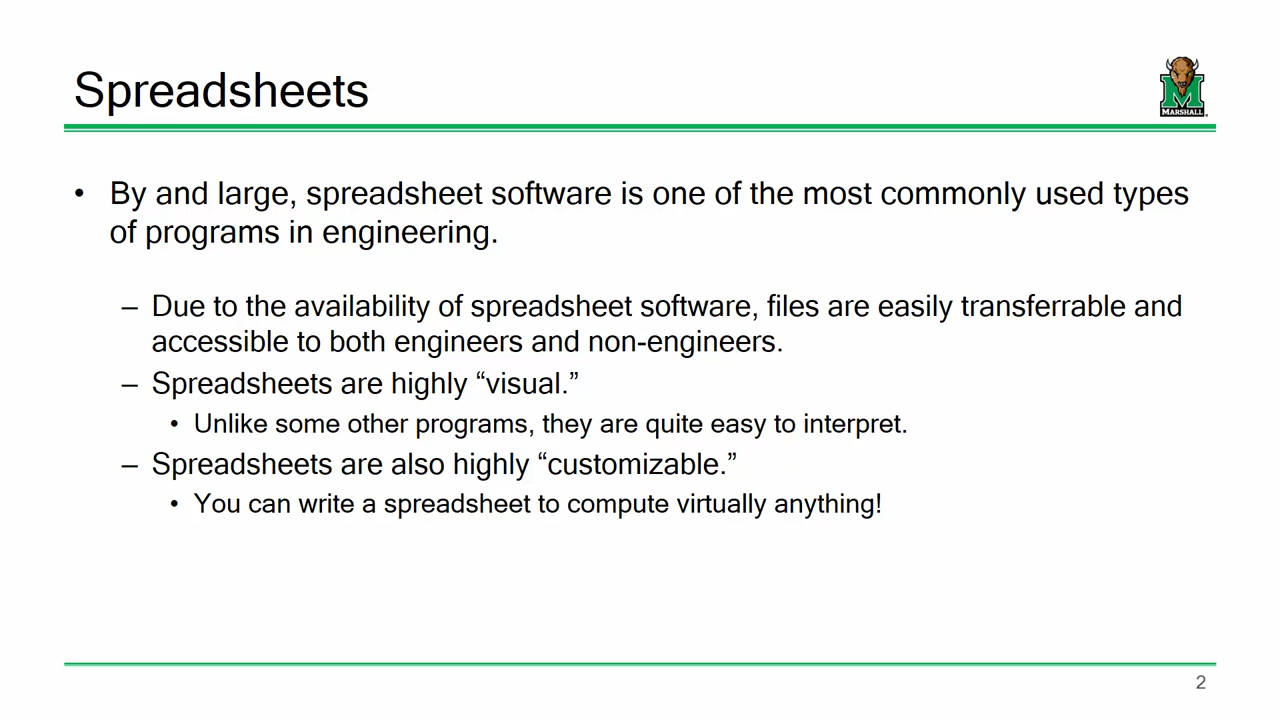 Spreadsheets
M
MARSHALL
• By and large, spreadsheet software is one of the most commonly used types
of programs in engineering.
– Due to the availability of spreadsheet software, files are easily transferrable and
accessible to both engineers and non-engineers.
– Spreadsheets are highly “visual.”
• Unlike some other programs, they are quite easy to interpret.
– Spreadsheets are also highly “customizable.”
• You can write a spreadsheet to compute virtually anything!
2